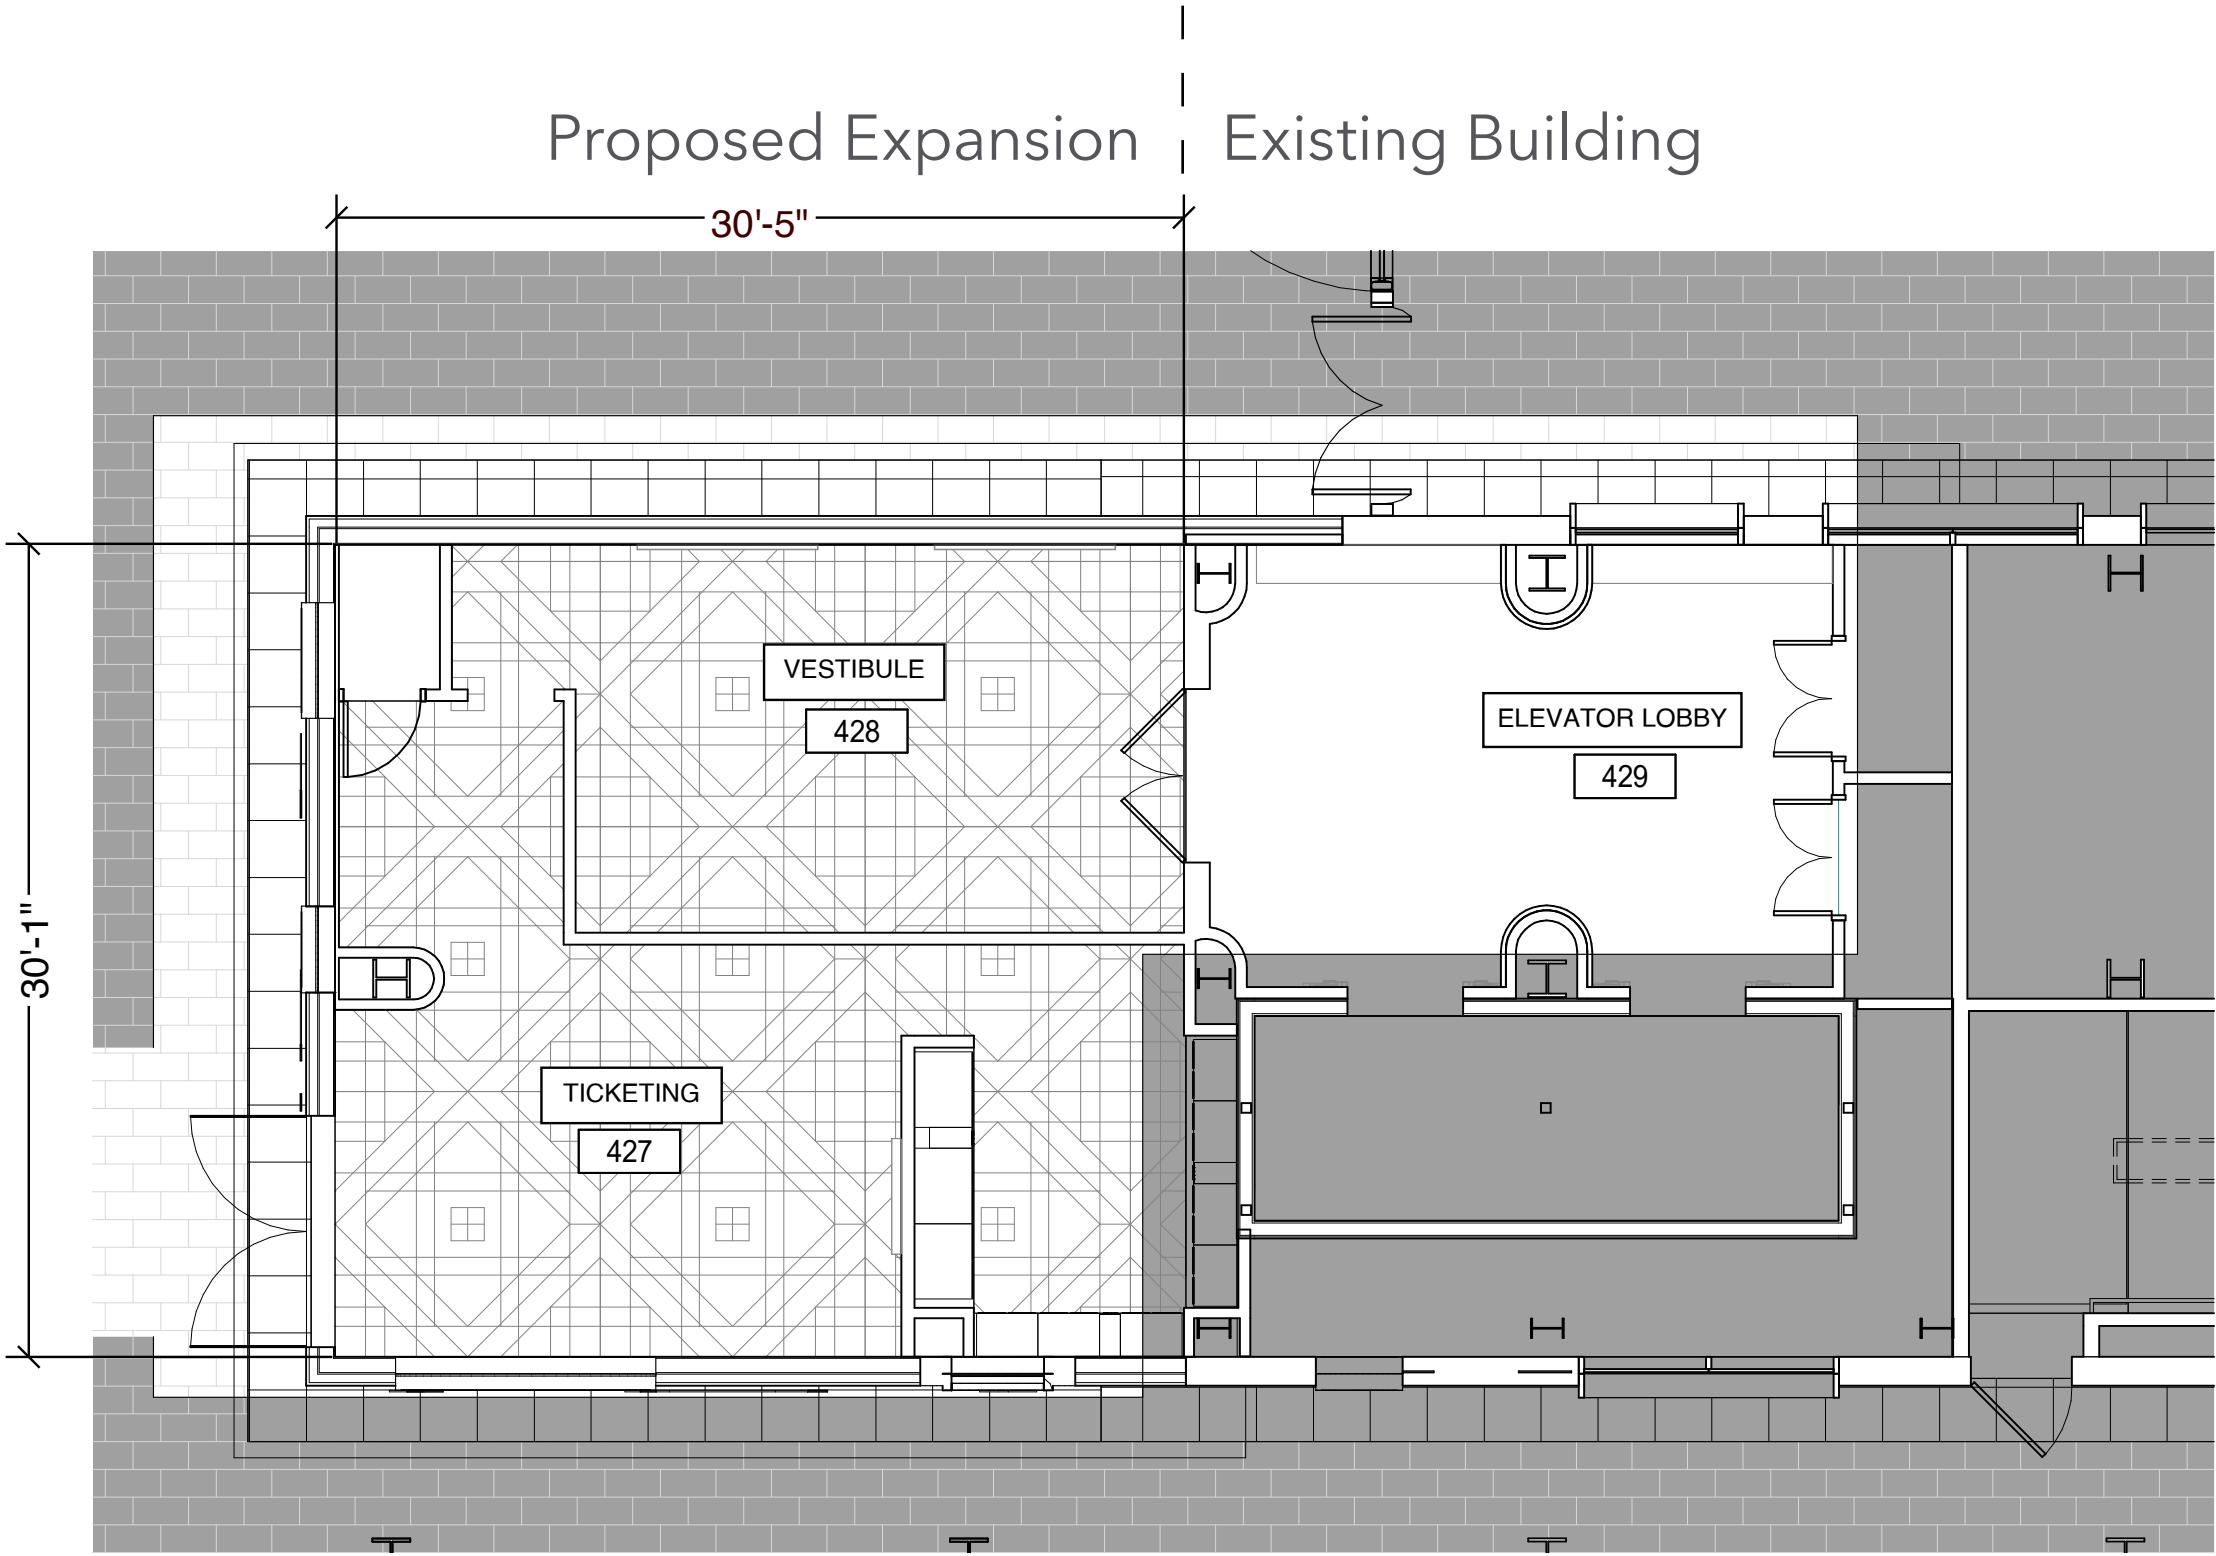 Proposed Expansion
Existing Building
30'-5"
VESTIBULE
428
ELEVATOR LOBBY
429
30'-1"
TICKETING
427